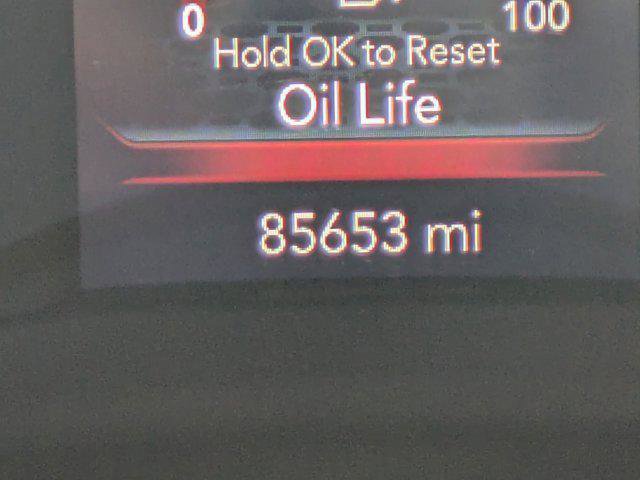 0 100
Hold OK to Reset
Oil Life
85653 mi